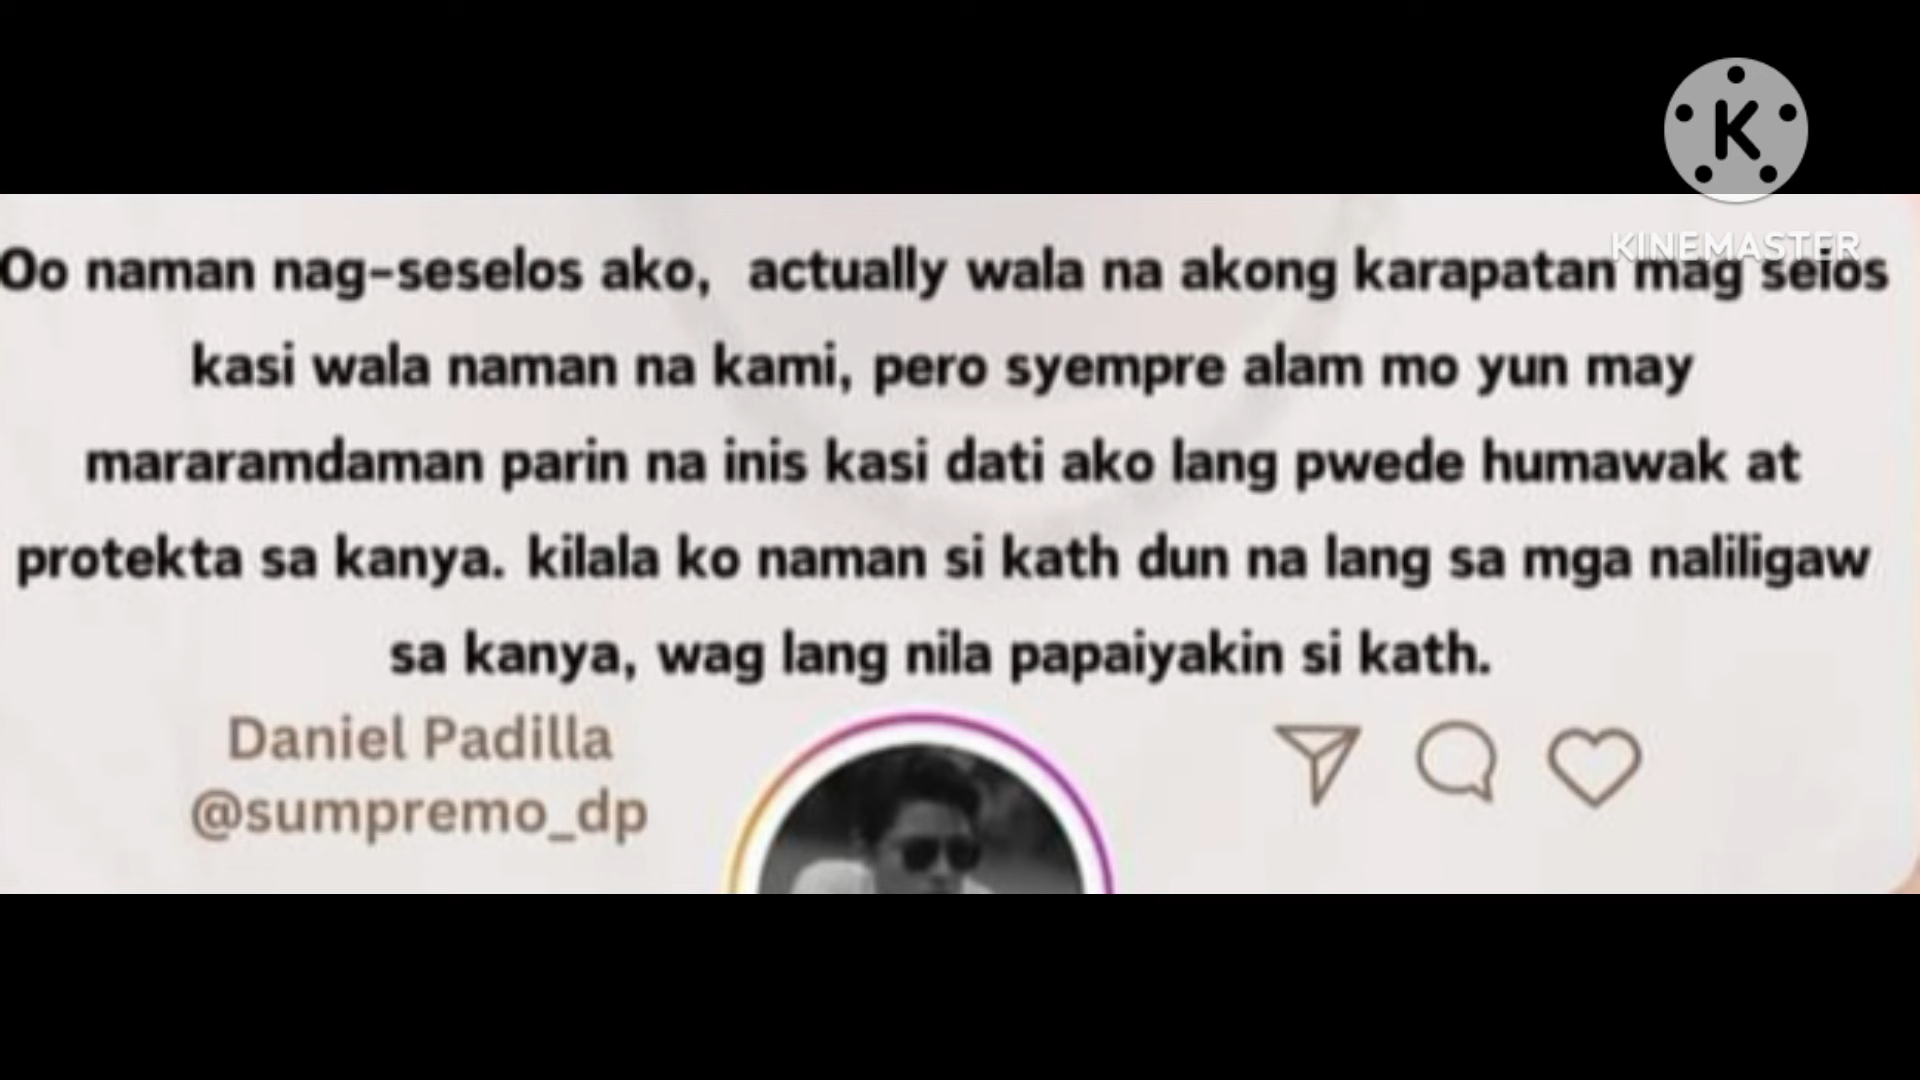 K
KINEMASTER
Oo naman nag-seselos ako, actually wala na akong karapatan mag selos
kasi wala naman na kami, pero syempre alam mo yun may
mararamdaman parin na inis kasi dati ako lang pwede humawak at
protekta sa kanya. kilala ko naman si kath dun na lang sa mga naliligaw
sa kanya, wag lang nila papaiyakin si kath.
Daniel Padilla
@sumpremo_dp